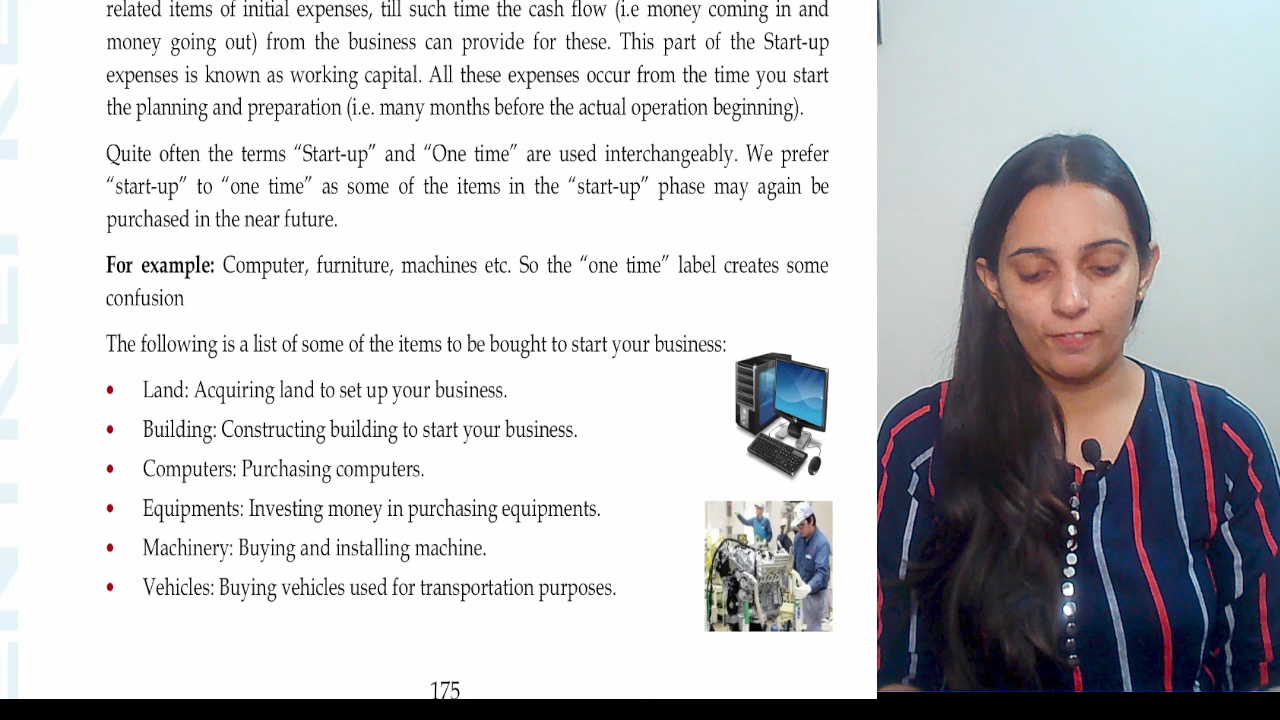 related items of initial expenses, till such time the cash flow (i.e money coming in and
money going out) from the business can provide for these. This part of the Start-up
expenses is known as working capital. All these expenses occur from the time you start
the planning and preparation (i.e. many months before the actual operation beginning).
Quite often the terms “Start-up” and “One time” are used interchangeably. We prefer
“start-up” to “one time” as some of the items in the “start-up” phase may again be
purchased in the near future.
For example: Computer, furniture, machines etc. So the “one time” label creates some
confusion
The following is a list of some of the items to be bought to start your business:
• Land: Acquiring land to set up your business.
• Building: Constructing building to start your business.
• Computers: Purchasing computers.
• Equipments: Investing money in purchasing equipments.
• Machinery: Buying and installing machine.
• Vehicles: Buying vehicles used for transportation purposes.
175